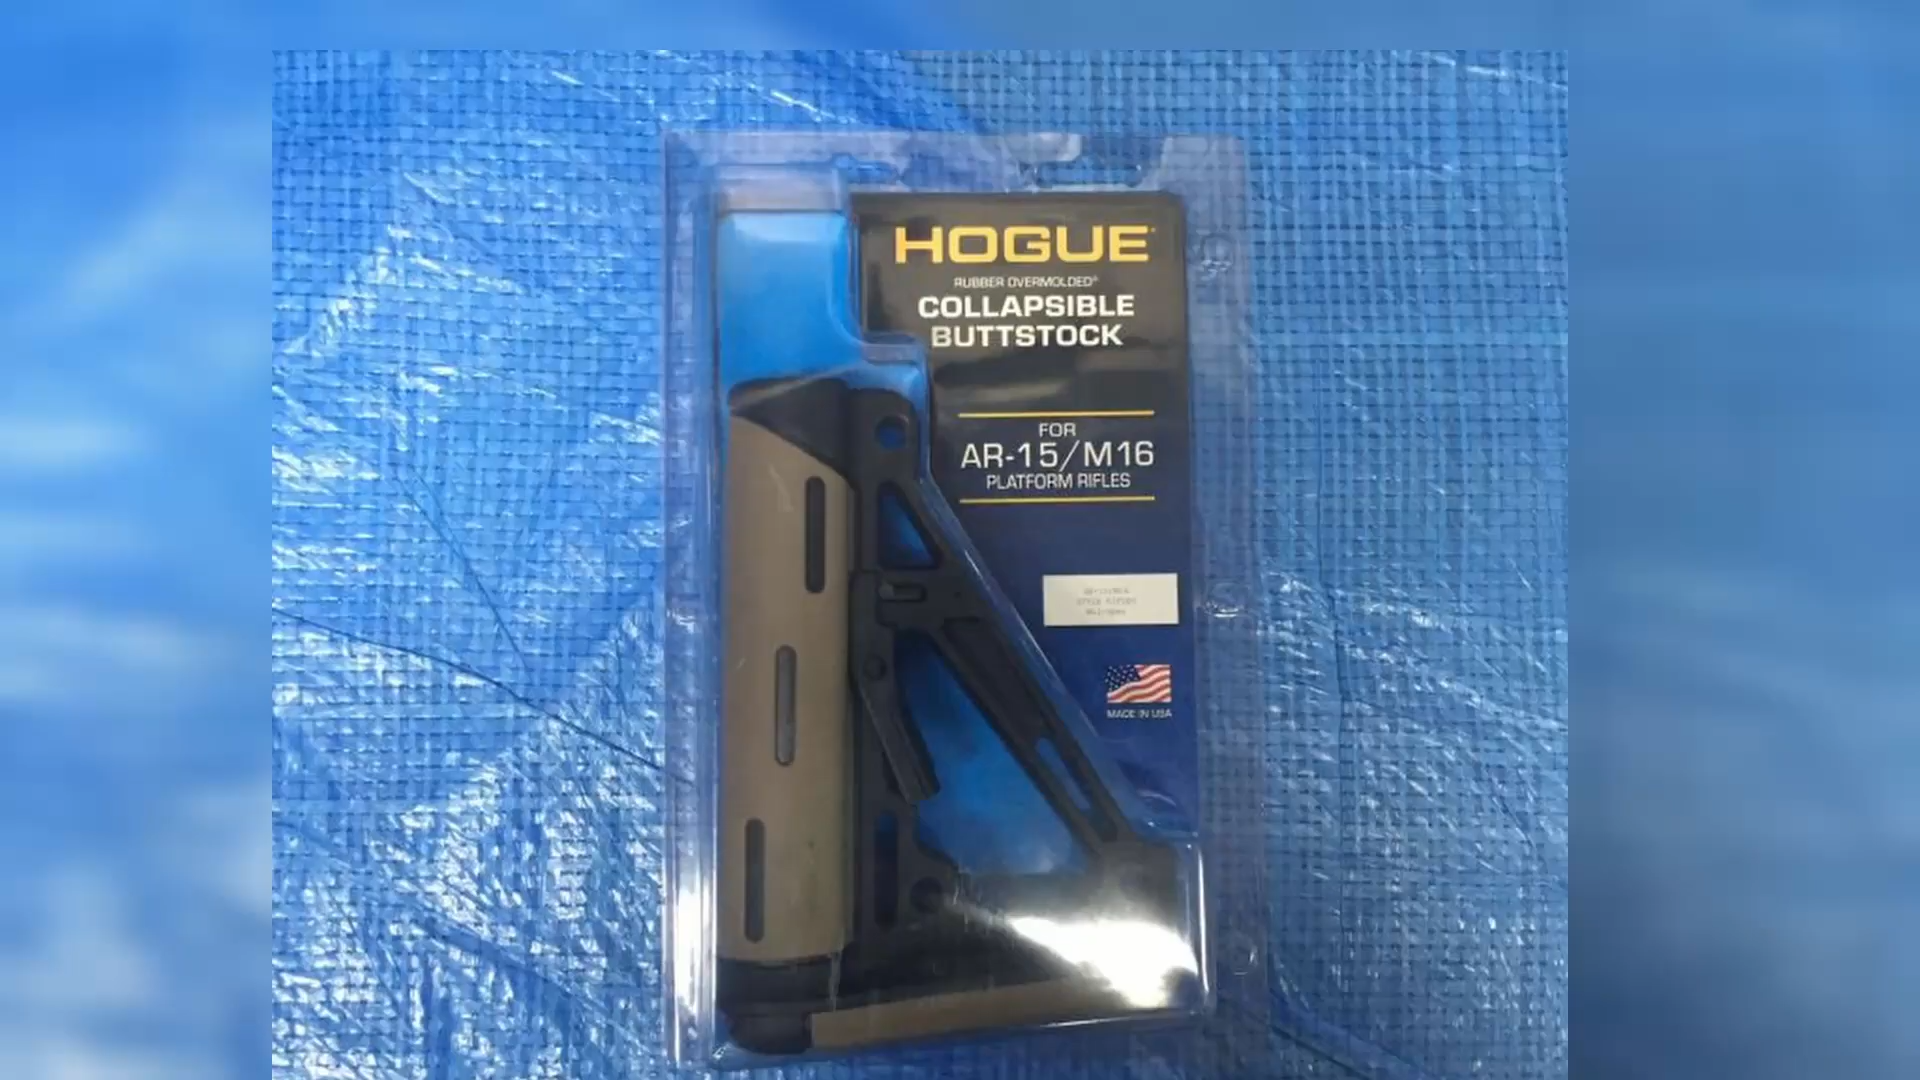 HOGUE
RUBBER OVERMOLDED®
COLLAPSIBLE
BUTTSTOCK
FOR
AR-15/M16
PLATFORM RIFLES
MADE IN USA